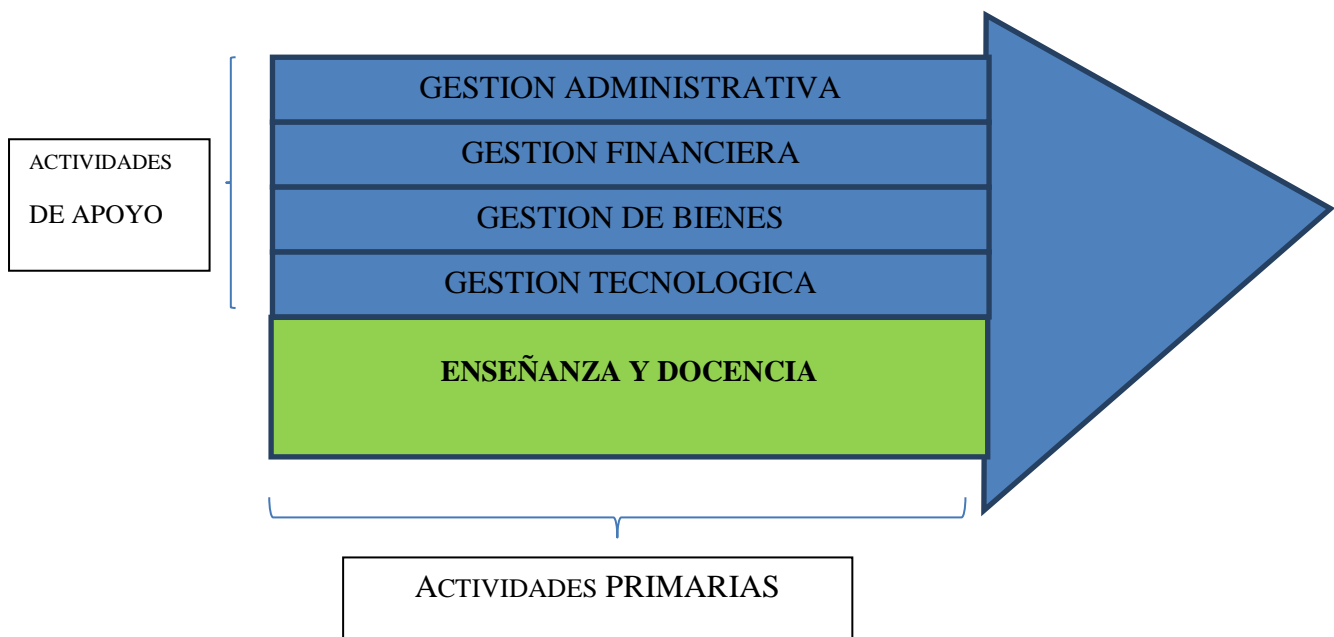 GESTION ADMINISTRATIVA
GESTION FINANCIERA
GESTION DE BIENES
GESTION TECNOLOGICA
ACTIVIDADES
DE APOYO
ENSEÑANZA Y DOCENCIA
ACTIVIDADES PRIMARIAS